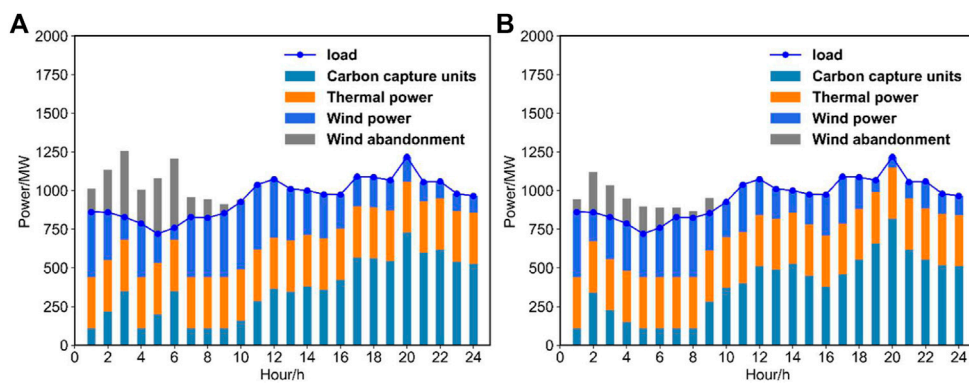 A
2000
1750
1500
1250
1000
750
500
250
0
Power/MW
load
Carbon capture units
Thermal power
Wind power
Wind abandonment
0 2 4 6 8 10 12 14 16 18 20 22 24
Hour/h
B
2000
1750
1500
1250
1000
750
500
250
0
Power/MW
load
Carbon capture units
Thermal power
Wind power
Wind abandonment
0 2 4 6 8 10 12 14 16 18 20 22 24
Hour/h